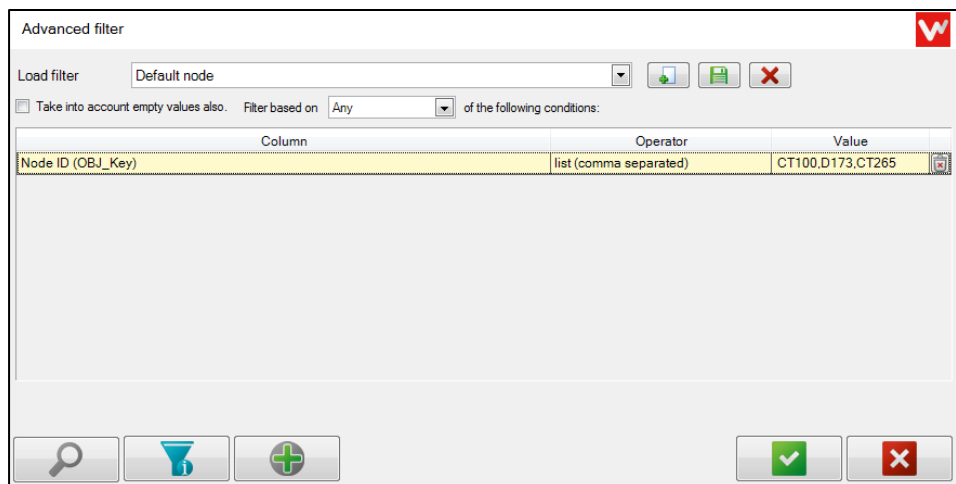 Advanced filter
Load filter Default node
Take into account empty values also. Filter based on Any of the following conditions:
Column Operator Value
Node ID (OBJ_Key) list (comma separated) CT100,D173,CT265